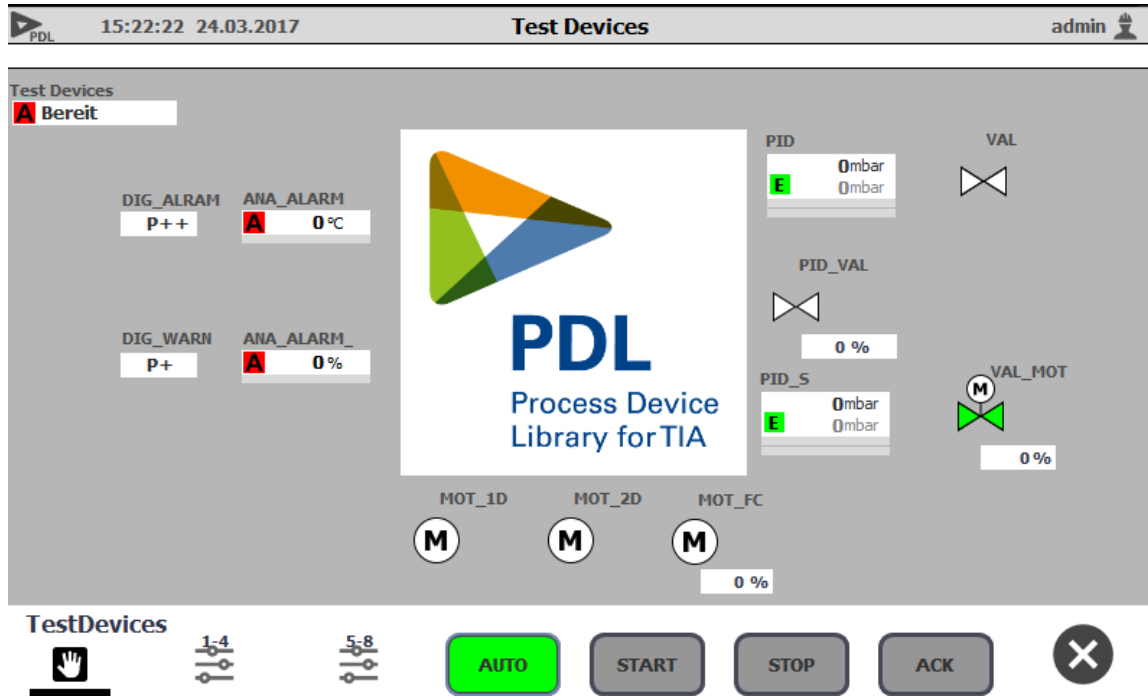 PDL 15:22:22 24.03.2017 Test Devices admin
Test Devices
A Bereit
DIG_ALRAM ANA_ALARM
P++ A 0 °C
DIG_WARN ANA_ALARM_
P+ A 0 %
PDL
Process Device
Library for TIA
PID
0mbar
E 0mbar
VAL
PID_VAL
0 %
PID_S
0mbar
E 0mbar
VAL_MOT
M
0 %
MOT_1D MOT_2D MOT_FC
M M M
0 %
TestDevices
1-4 5-8
AUTO START STOP ACK